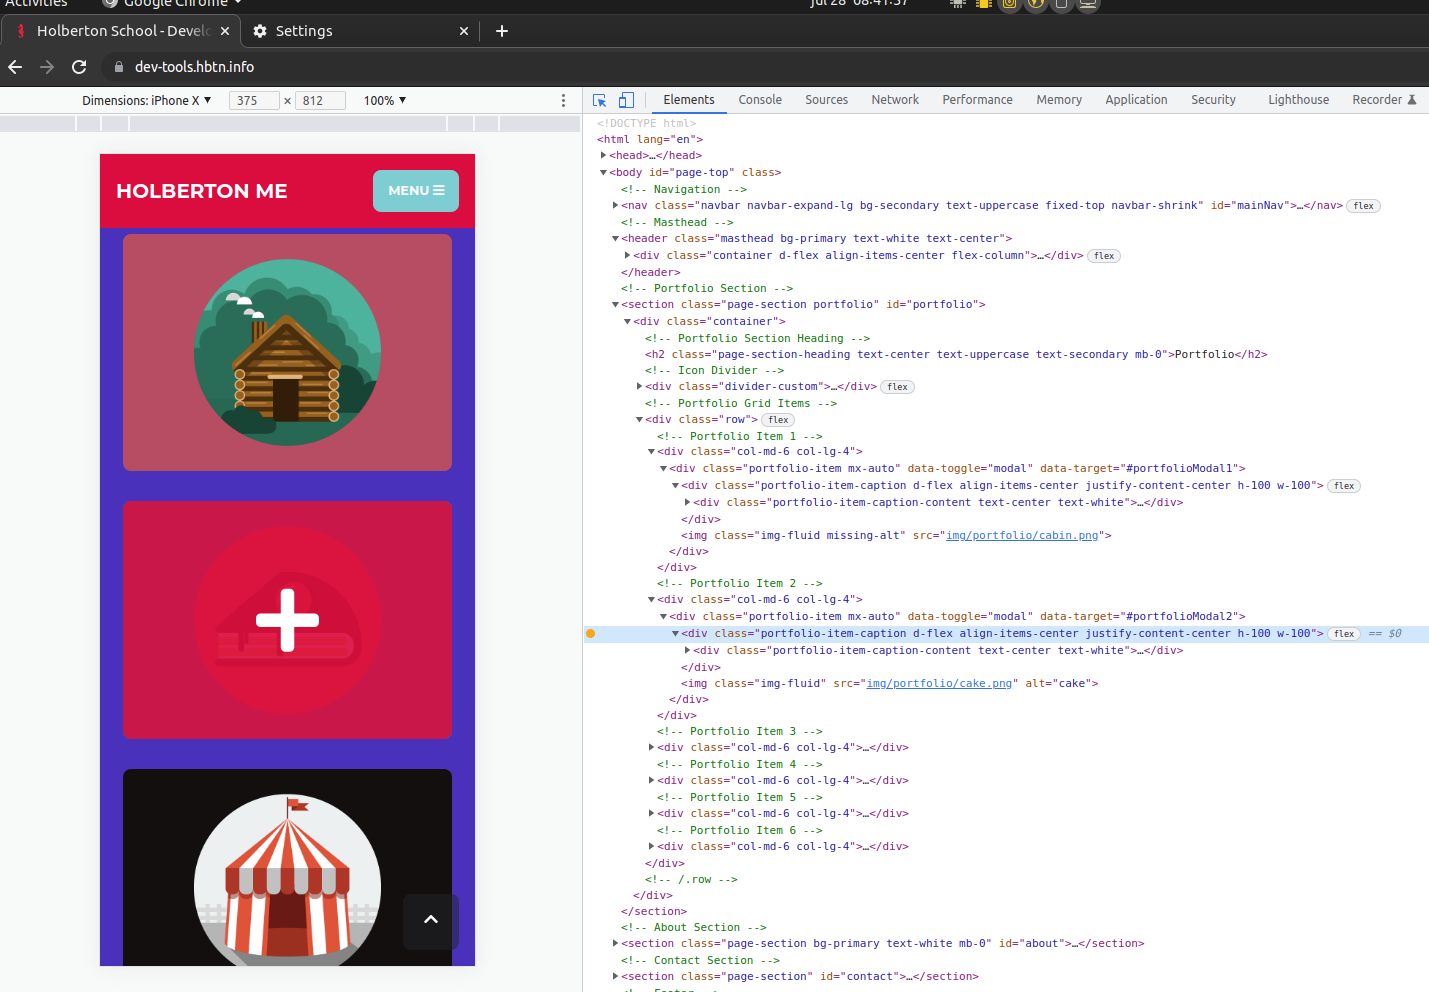 Activities Google Chrome Jul 28 08:41:37
Holberton School - Develo Settings
dev-tools.hbtn.info
Dimensions: iPhone X 375 × 812 100% Elements Console Sources Network Performance Memory Application Security Lighthouse Recorder
HOLBERTON ME
MENU
<!DOCTYPE html>
<html lang="en">
<head>…</head>
<body id="page-top" class>
<!-- Navigation -->
<nav class="navbar navbar-expand-lg bg-secondary text-uppercase fixed-top navbar-shrink" id="mainNav">…</nav> flex
<!-- Masthead -->
<header class="masthead bg-primary text-white text-center">
<div class="container d-flex align-items-center flex-column">…</div> flex
</header>
<!-- Portfolio Section -->
<section class="page-section portfolio" id="portfolio">
<div class="container">
<!-- Portfolio Section Heading -->
<h2 class="page-section-heading text-center text-uppercase text-secondary mb-0">Portfolio</h2>
<!-- Icon Divider -->
<div class="divider-custom">…</div> flex
<!-- Portfolio Grid Items -->
<div class="row"> flex
<!-- Portfolio Item 1 -->
<div class="col-md-6 col-lg-4">
<div class="portfolio-item mx-auto" data-toggle="modal" data-target="#portfolioModal1">
<div class="portfolio-item-caption d-flex align-items-center justify-content-center h-100 w-100"> flex
<div class="portfolio-item-caption-content text-center text-white">…</div>
</div>
<img class="img-fluid missing-alt" src="img/portfolio/cabin.png">
</div>
</div>
<!-- Portfolio Item 2 -->
<div class="col-md-6 col-lg-4">
<div class="portfolio-item mx-auto" data-toggle="modal" data-target="#portfolioModal2">
<div class="portfolio-item-caption d-flex align-items-center justify-content-center h-100 w-100"> flex == $0
<div class="portfolio-item-caption-content text-center text-white">…</div>
</div>
<img class="img-fluid" src="img/portfolio/cake.png" alt="cake">
</div>
</div>
<!-- Portfolio Item 3 -->
<div class="col-md-6 col-lg-4">…</div>
<!-- Portfolio Item 4 -->
<div class="col-md-6 col-lg-4">…</div>
<!-- Portfolio Item 5 -->
<div class="col-md-6 col-lg-4">…</div>
<!-- Portfolio Item 6 -->
<div class="col-md-6 col-lg-4">…</div>
</div>
<!-- /.row -->
</div>
</section>
<!-- About Section -->
<section class="page-section bg-primary text-white mb-0" id="about">…</section>
<!-- Contact Section -->
<section class="page-section" id="contact">…</section>
<!-- Footer -->